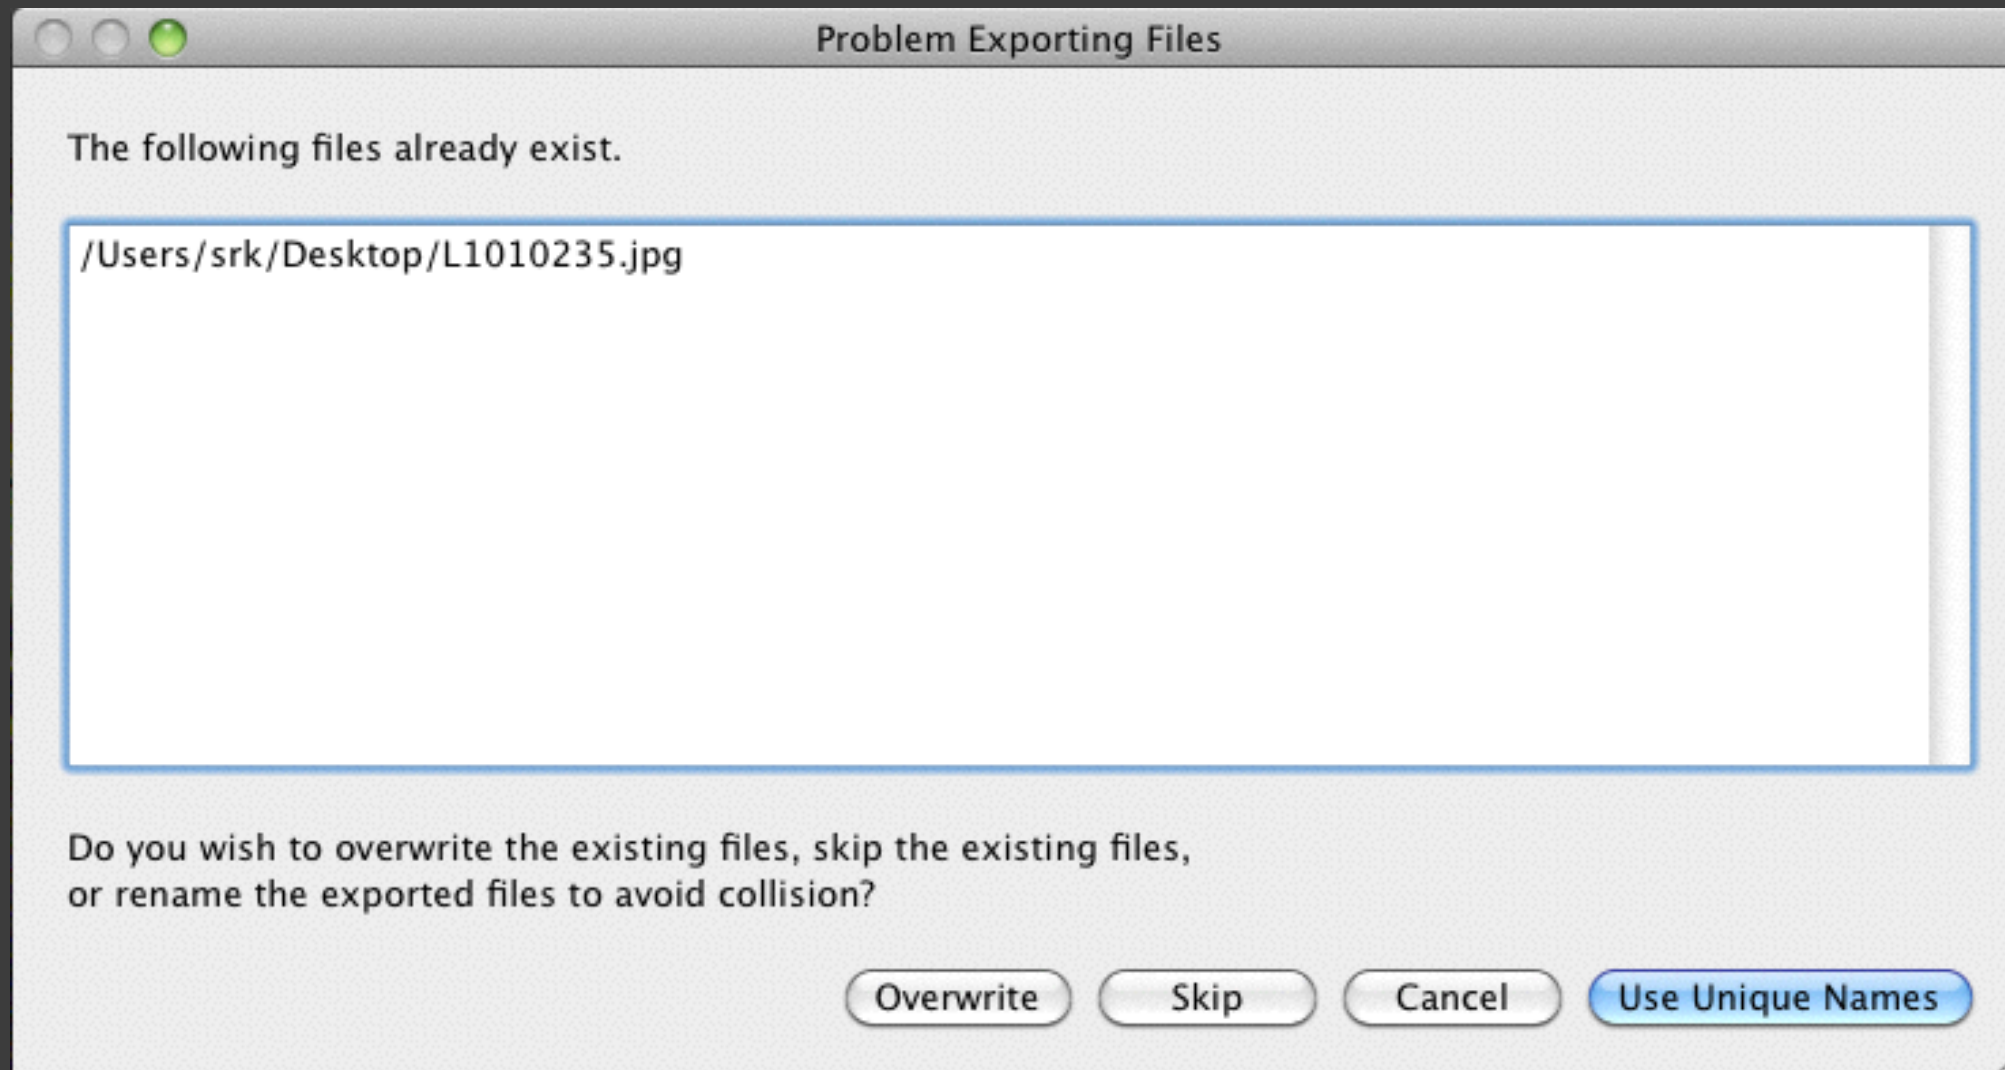 Problem Exporting Files
The following files already exist.
/Users/srk/Desktop/L1010235.jpg
Do you wish to overwrite the existing files, skip the existing files,
or rename the exported files to avoid collision?
Overwrite Skip Cancel Use Unique Names